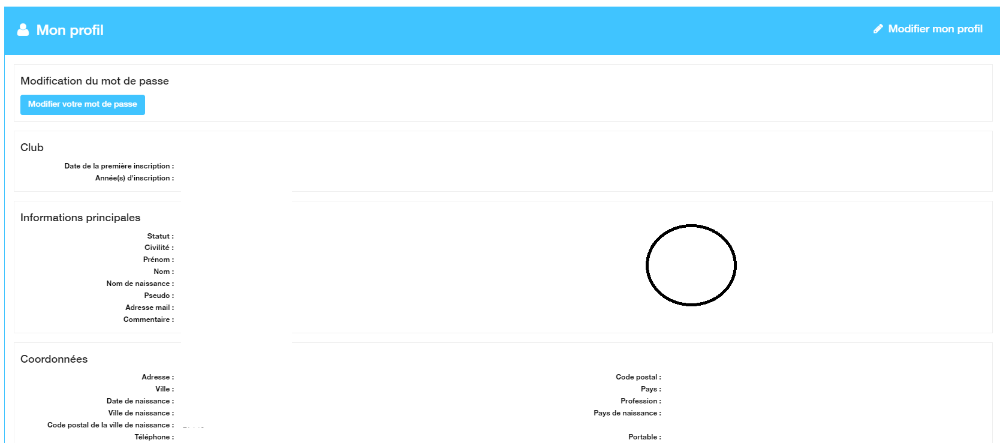 Mon profil
Modifier mon profil
Modification du mot de passe
Modifier votre mot de passe
Club
Date de la première inscription :
Année(s) d'inscription :
Informations principales
Statut :
Civilité :
Prénom :
Nom :
Nom de naissance :
Pseudo :
Adresse mail :
Commentaire :
Coordonnées
Adresse :
Code postal :
Ville :
Pays :
Date de naissance :
Profession :
Ville de naissance :
Pays de naissance :
Code postal de la ville de naissance :
Téléphone :
Portable :